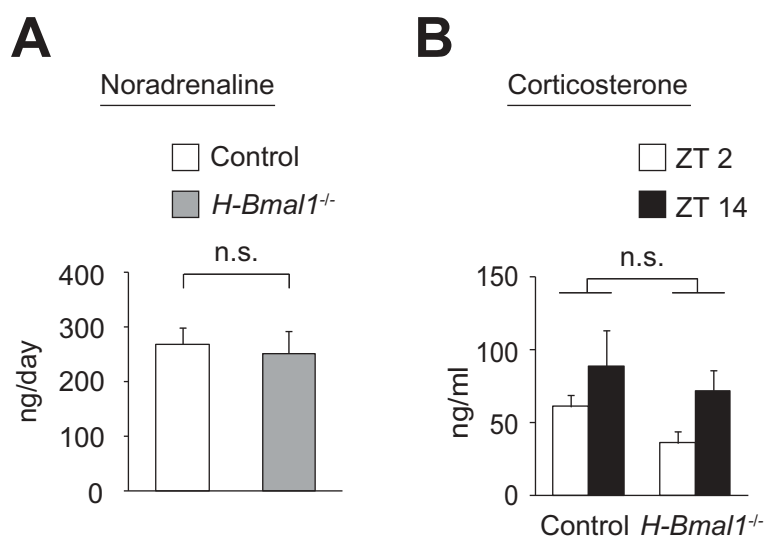 A
Noradrenaline
Control
H-Bmal1-/-
n.s.
400
300
200
100
0
ng/day
B
Corticosterone
ZT 2
ZT 14
n.s.
150
100
50
0
ng/ml
Control H-Bmal1-/-